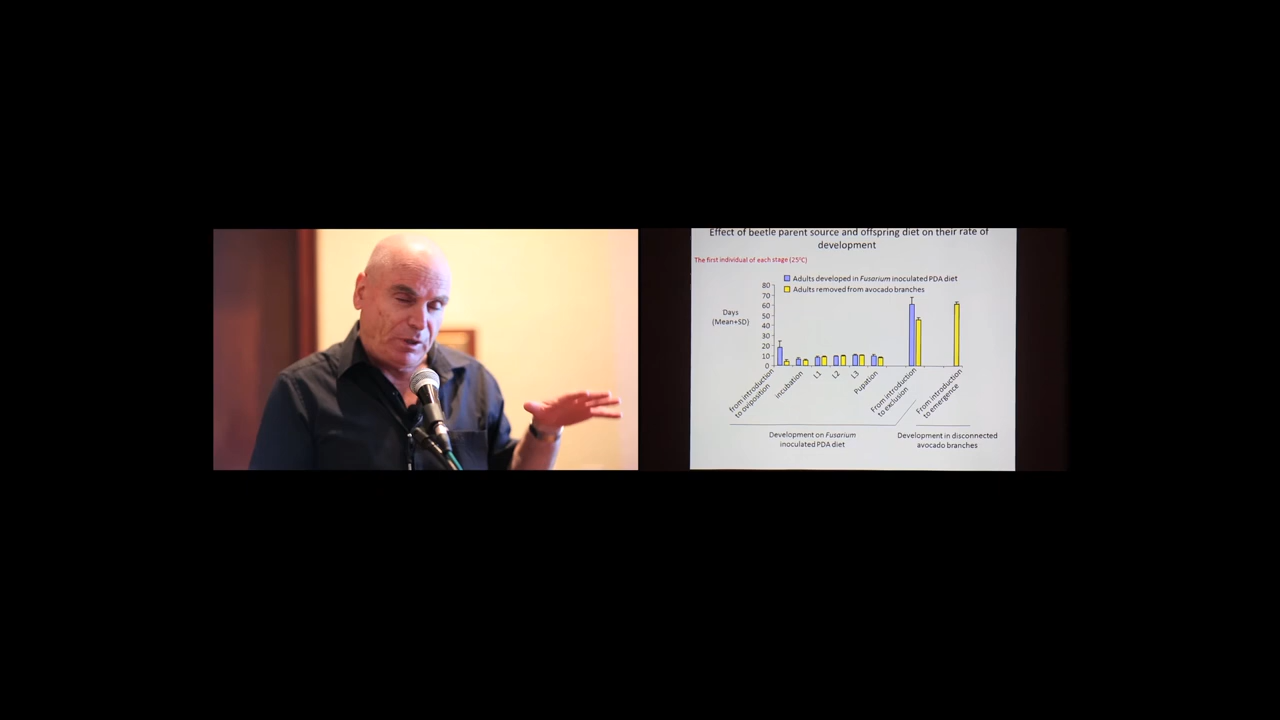 Effect of beetle parent source and offspring diet on their rate of
development
The first individual of each stage (25°C)
Adults developed in Fusarium inoculated PDA diet
Adults removed from avocado branches
Days
(Mean+SD)
80
70
60
50
40
30
20
10
0
from introduction
to oviposition
incubation
L1
L2
L3
Pupation
From introduction
to exclusion
From introduction
to emergence
Development on Fusarium
inoculated PDA diet
Development in disconnected
avocado branches